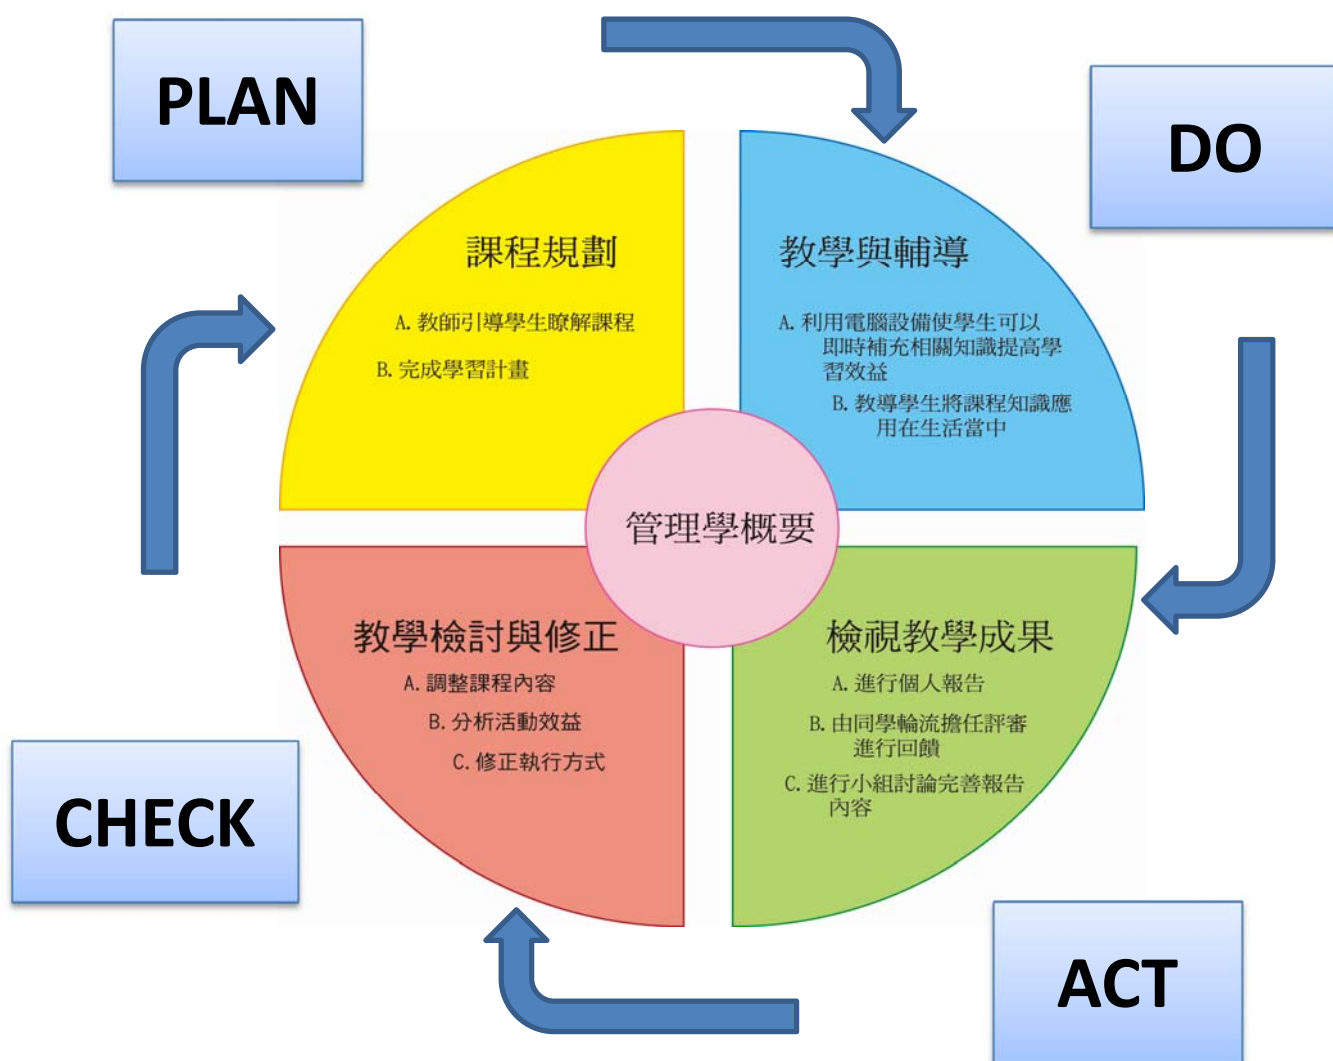 PLAN
DO
課程規劃
A. 教師引導學生瞭解課程
B. 完成學習計畫
教學與輔導
A. 利用電腦設備使學生可以
即時補充相關知識提高學
習效益
B. 教導學生將課程知識應
用在生活當中
管理學概要
教學檢討與修正
A. 調整課程內容
B. 分析活動效益
C. 修正執行方式
檢視教學成果
A. 進行個人報告
B. 由同學輪流擔任評審
進行回饋
C. 進行小組討論完善報告
內容
CHECK
ACT